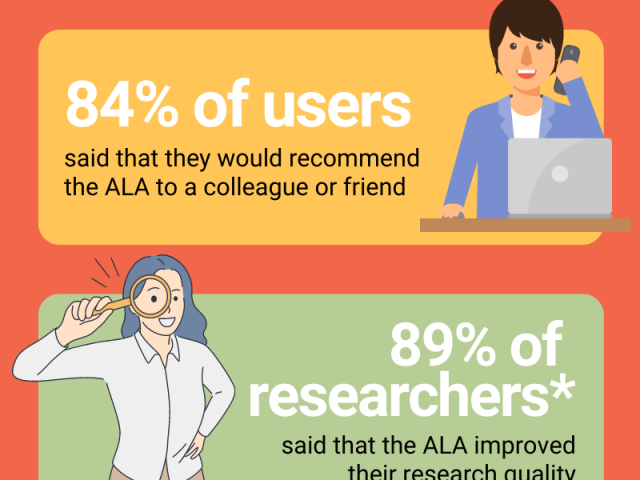 84% of users
said that they would recommend
the ALA to a colleague or friend
89% of
researchers*
said that the ALA improved
their research quality